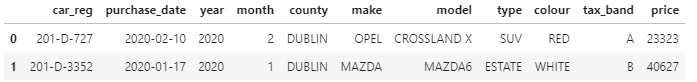 car_reg purchase_date year month county make model type colour tax_band price
0 201-D-727 2020-02-10 2020 2 DUBLIN OPEL CROSSLAND X SUV RED A 23323
1 201-D-3352 2020-01-17 2020 1 DUBLIN MAZDA MAZDA6 ESTATE WHITE B 40627